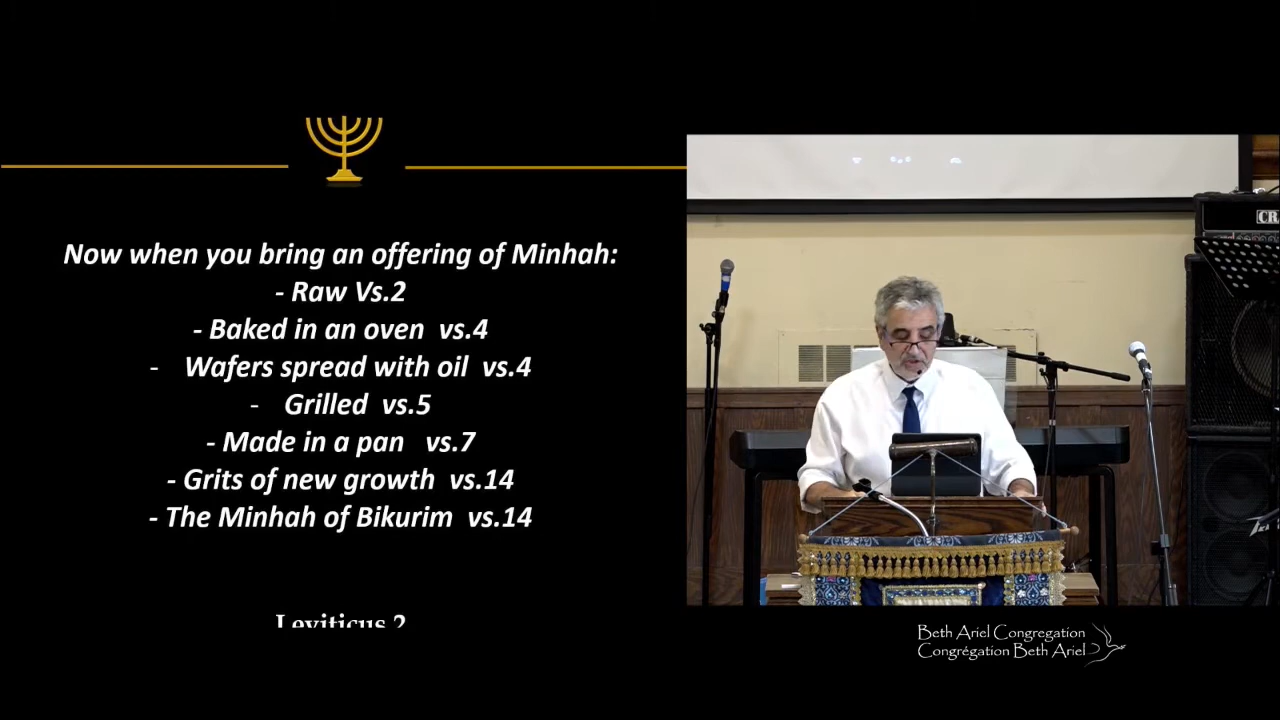 Now when you bring an offering of Minhah:
- Raw Vs.2
- Baked in an oven vs.4
- Wafers spread with oil vs.4
- Grilled vs.5
- Made in a pan vs.7
- Grits of new growth vs.14
- The Minhah of Bikurim vs.14
Leviticus 2
CRA
Beth Ariel Congregation
Congrégation Beth Ariel